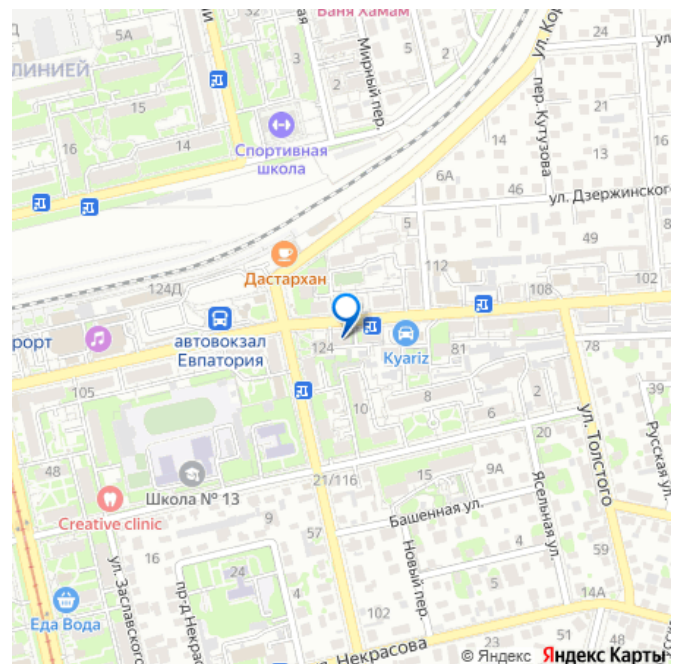 Баня Хамам
5А
3
5
2
2
ул. Кор
ул
ЛИНИЕЙ
Мирный пер.
15
пер. Кутузова
24
21
16
14
Спортивная
школа
14
13
6А
46
ул. Дзержинского
5
49
Дастархан
112
124Д
108
102
орт
автовокзал
Евпатория
124
Kyariz
81
78
105
2
39
10
8
6
ул. Толстого
Русская ул.
20
48
Школа № 13
21/116
15
9А
Creative clinic
Башенная ул.
Ясельная ул.
9
57
16
4
59
ул. Заславского
пр-д Некрасова
24
Новый пер.
14А
Еда Вода
102
4
Некрасова
23
51
48
© Яндекс Яндекс Карты